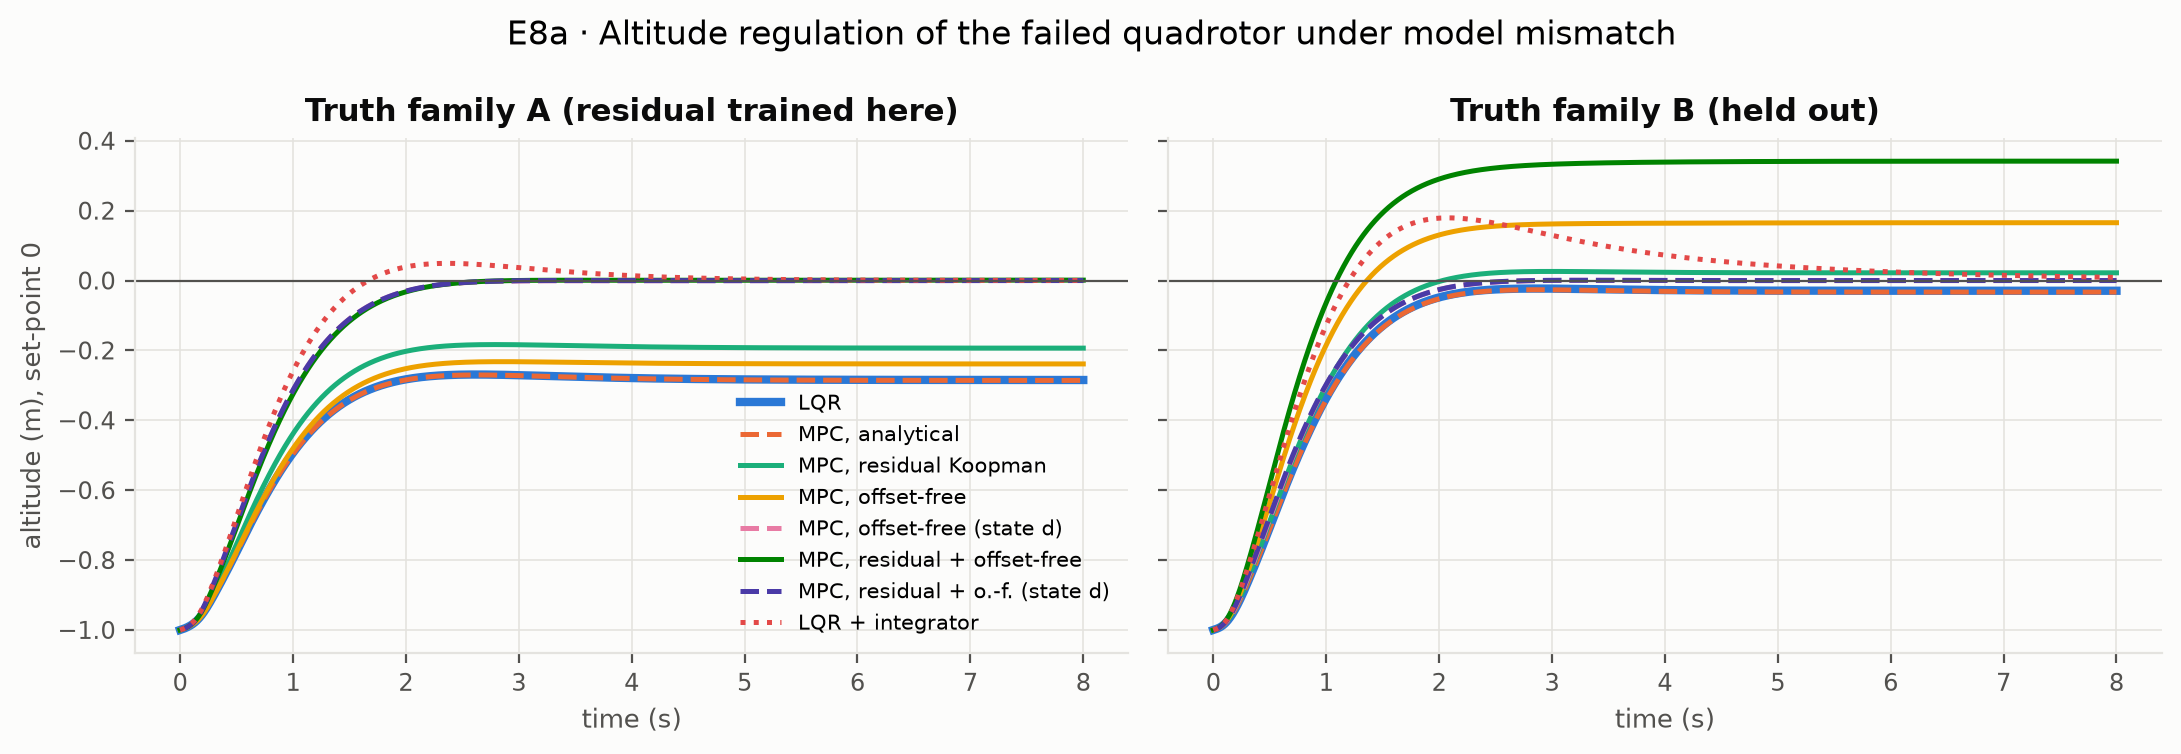 E8a · Altitude regulation of the failed quadrotor under model mismatch
Truth family A (residual trained here)
altitude (m), set-point 0
0.4
0.2
0.0
−0.2
−0.4
−0.6
−0.8
−1.0
LQR
MPC, analytical
MPC, residual Koopman
MPC, offset-free
MPC, offset-free (state d)
MPC, residual + offset-free
MPC, residual + o.-f. (state d)
LQR + integrator
0 1 2 3 4 5 6 7 8
time (s)
Truth family B (held out)
0 1 2 3 4 5 6 7 8
time (s)